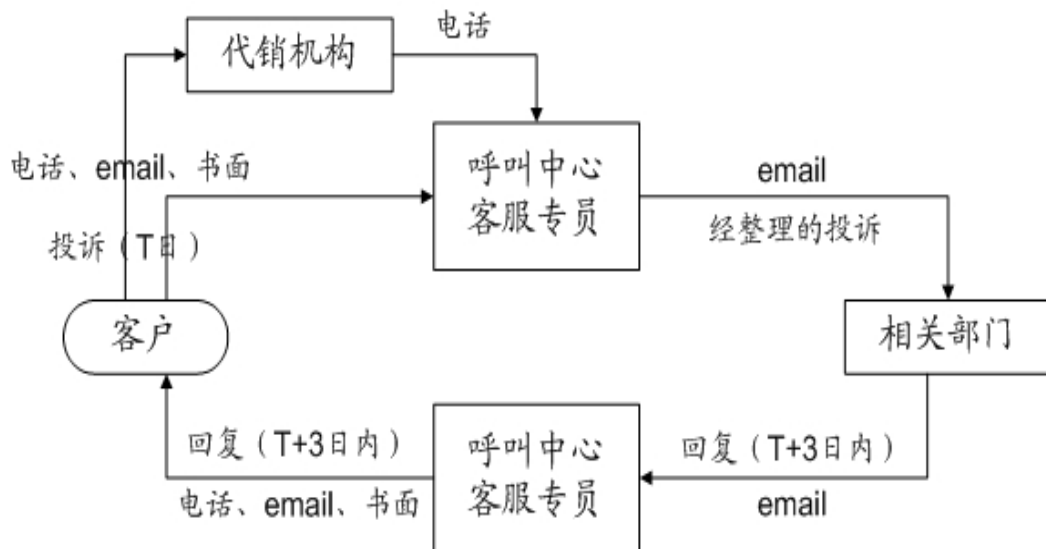 电话
代销机构
电话、email、书面
呼叫中心
客服专员
email
经整理的投诉
投诉（T日）
客户
相关部门
回复（T+3日内）
电话、email、书面
呼叫中心
客服专员
回复（T+3日内）
email